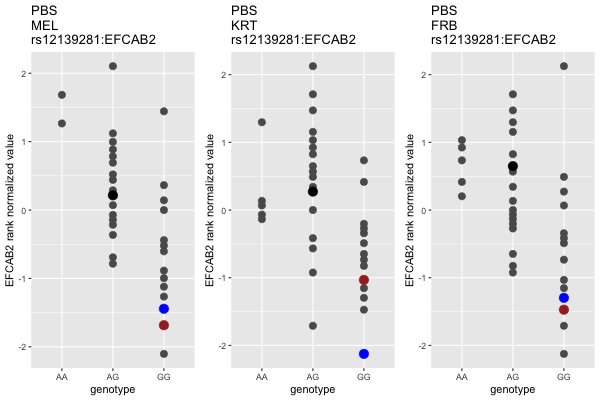 PBS
MEL
rs12139281:EFCAB2
EFCAB2 rank normalized value
2
1
0
-1
-2
AA
AG
GG
genotype
PBS
KRT
rs12139281:EFCAB2
EFCAB2 rank normalized value
2
1
0
-1
-2
AA
AG
GG
genotype
PBS
FRB
rs12139281:EFCAB2
EFCAB2 rank normalized value
2
1
0
-1
-2
AA
AG
GG
genotype